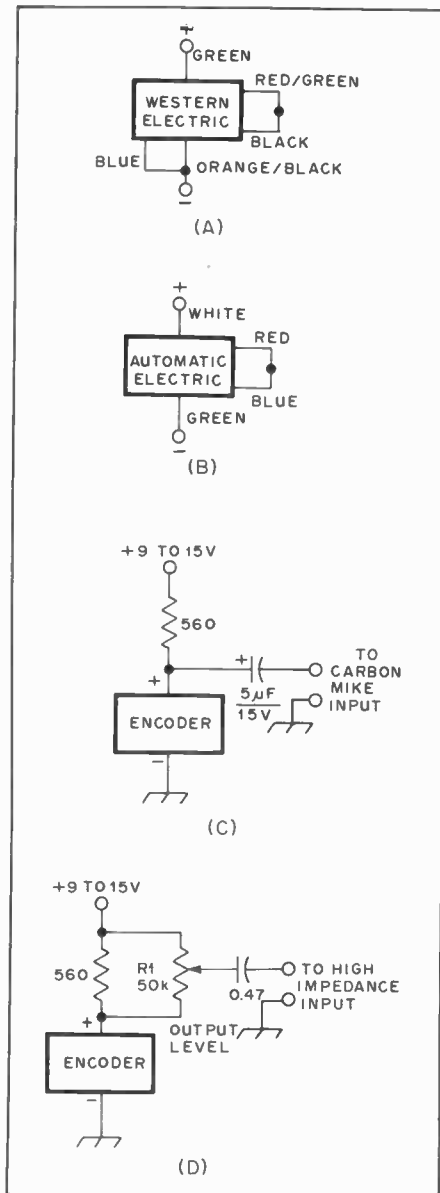 +
GREEN
RED/GREEN
WESTERN
ELECTRIC
BLACK
BLUE
ORANGE/BLACK
−
(A)
+
WHITE
RED
AUTOMATIC
ELECTRIC
BLUE
GREEN
−
(B)
+9 TO 15V
560
+ +
TO
CARBON
MIKE
INPUT
5µF
15V
ENCODER
−
(C)
+9 TO 15V
560
R1
50k
0.47
TO HIGH
IMPEDANCE
INPUT
+
OUTPUT
LEVEL
ENCODER
−
(D)